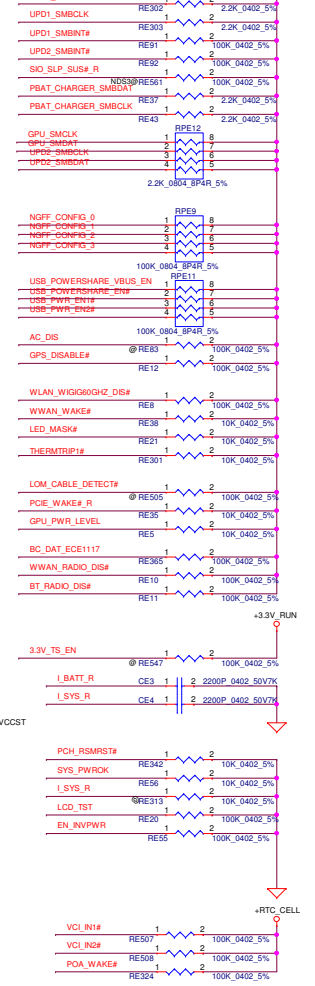 RE302 2.2K_0402_5%
UPD1_SMBCLK 1 2
RE303 2.2K_0402_5%
UPD1_SMBINT# 1 2
RE91 100K_0402_5%
UPD2_SMBINT# 1 2
RE92 100K_0402_5%
SIO_SLP_SUS#_R 1 2
NDS3@RE561 100K_0402_5%
PBAT_CHARGER_SMBDAT 1 2
RE37 2.2K_0402_5%
PBAT_CHARGER_SMBCLK 1 2
RE43 2.2K_0402_5%
RPE12
GPU_SMCLK 1 8
GPU_SMDAT 2 7
UPD2_SMBCLK 3 6
UPD2_SMBDAT 4 5
2.2K_0804_8P4R_5%
RPE9
NGFF_CONFIG_0 1 8
NGFF_CONFIG_1 2 7
NGFF_CONFIG_2 3 6
NGFF_CONFIG_3 4 5
100K_0804_8P4R_5%
RPE11
USB_POWERSHARE_VBUS_EN 1 8
USB_POWERSHARE_EN# 2 7
USB_PWR_EN1# 3 6
USB_PWR_EN2# 4 5
100K_0804_8P4R_5%
AC_DIS 1 2
@ RE83 100K_0402_5%
GPS_DISABLE# 1 2
RE12 100K_0402_5%
WLAN_WIGIG60GHZ_DIS# 1 2
RE8 100K_0402_5%
WWAN_WAKE# 1 2
RE38 10K_0402_5%
LED_MASK# 1 2
RE21 10K_0402_5%
THERMTRIP1# 1 2
RE301 10K_0402_5%
LOM_CABLE_DETECT# 1 2
@ RE505 100K_0402_5%
PCIE_WAKE#_R 1 2
RE35 10K_0402_5%
GPU_PWR_LEVEL 1 2
RE5 10K_0402_5%
BC_DAT_ECE1117 1 2
RE365 100K_0402_5%
WWAN_RADIO_DIS# 1 2
RE10 100K_0402_5%
BT_RADIO_DIS# 1 2
RE11 100K_0402_5%
+3.3V_RUN
3.3V_TS_EN 1 2
@ RE547 100K_0402_5%
I_BATT_R CE3 1 2 2200P_0402_50V7K
I_SYS_R CE4 1 2 2200P_0402_50V7K
VCCST
PCH_RSMRST# 1 2
RE342 10K_0402_5%
SYS_PWROK 1 2
RE56 10K_0402_5%
I_SYS_R 1 2
@RE313 10K_0402_5%
LCD_TST 1 2
RE20 100K_0402_5%
EN_INVPWR 1 2
RE55 100K_0402_5%
+RTC_CELL
VCI_IN1# 1 2
RE507 100K_0402_5%
VCI_IN2# 1 2
RE508 100K_0402_5%
POA_WAKE# 1 2
RE324 100K_0402_5%